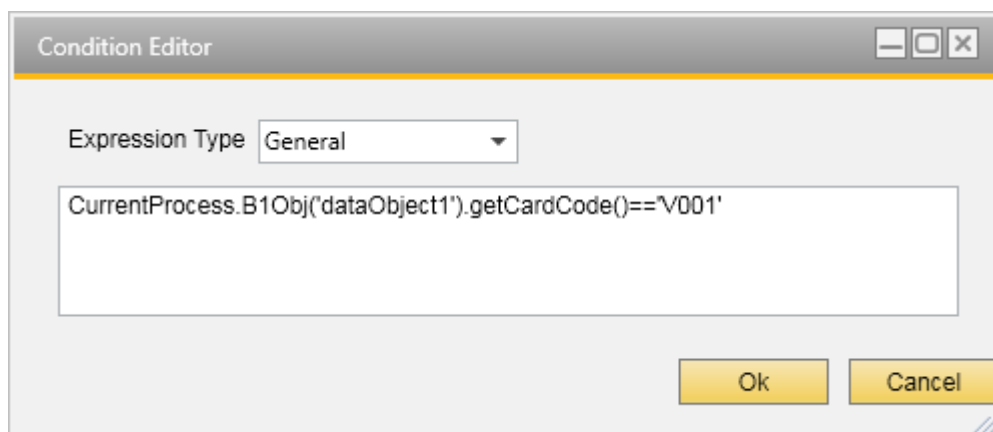 Condition Editor
Expression Type General
CurrentProcess.B1Obj('dataObject1').getCardCode()=='V001'
Ok Cancel